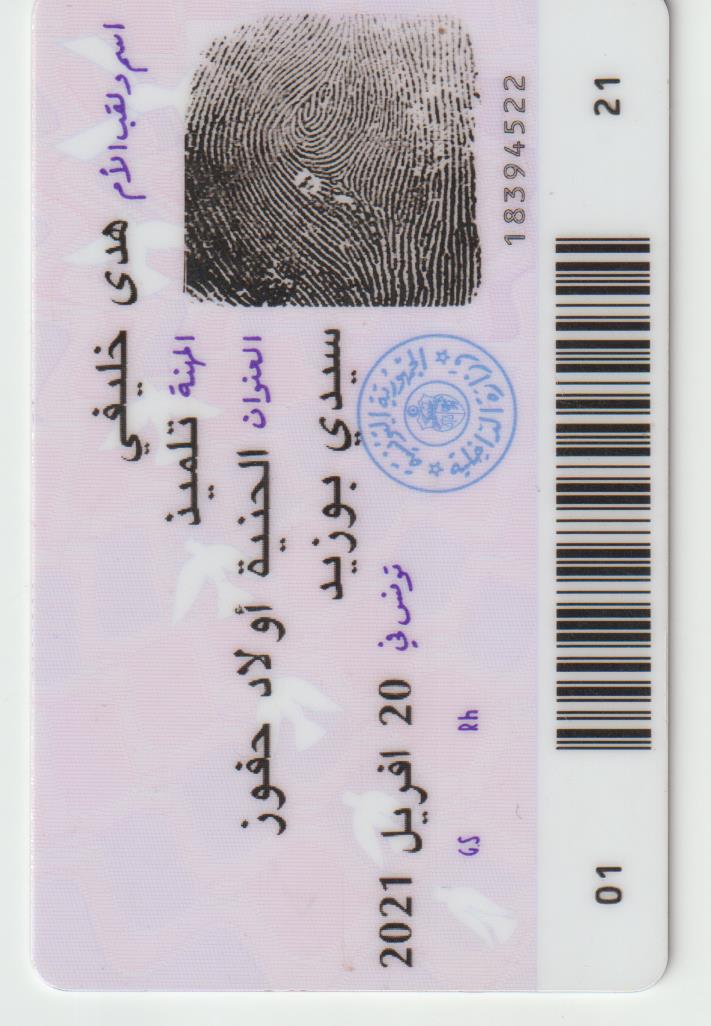 اسم ولقب الأم هدى خليفي
المهنة تلميذ
العنوان الحنية أولاد حفوز
سيدي بوزيد
تونس في 20 افريل 2021
GS Rh
الجمهورية التونسية
وزارة الداخلية
18394522
01 21